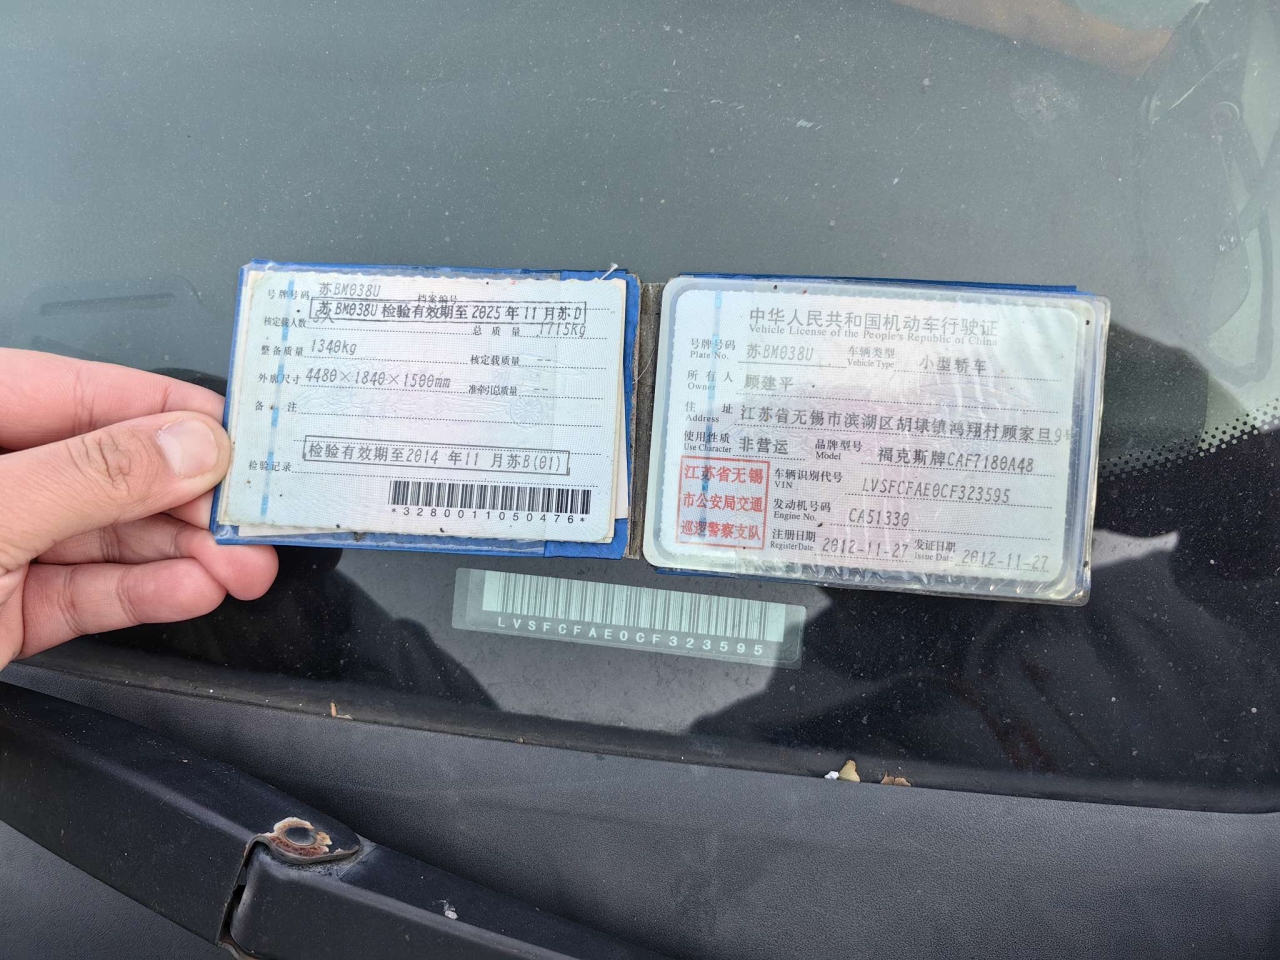 号牌号码 苏BM038U 档案编号
苏BM038U 检验有效期至 2025 年 11 月 苏D
核定载人数 5人 总质量 1715kg
整备质量 1340kg 核定载质量 --
外廓尺寸 4480×1840×1500 准牵引总质量 --
备 注
检验有效期至2014 年 11 月 苏B(01)
检验记录
*3280011050476*
中华人民共和国机动车行驶证
Vehicle License of the People's Republic of China
号牌号码 苏BM038U 车辆类型 小型轿车
Plate No. Vehicle Type
所有人 顾建平
Owner
住 址 江苏省无锡市滨湖区胡埭镇鸿翔村顾家旦9
Address
使用性质 非营运 品牌型号 福克斯牌CAF7180A48
Use Character Model
江苏省无锡
市公安局交通
巡逻警察支队
车辆识别代号 LVSFCFAE0CF323595
VIN
发动机号码 CA51330
Engine No.
注册日期 2012-11-27 发证日期 2012-11-27
Register Date Issue Date
LVSFCFAE0CF323595